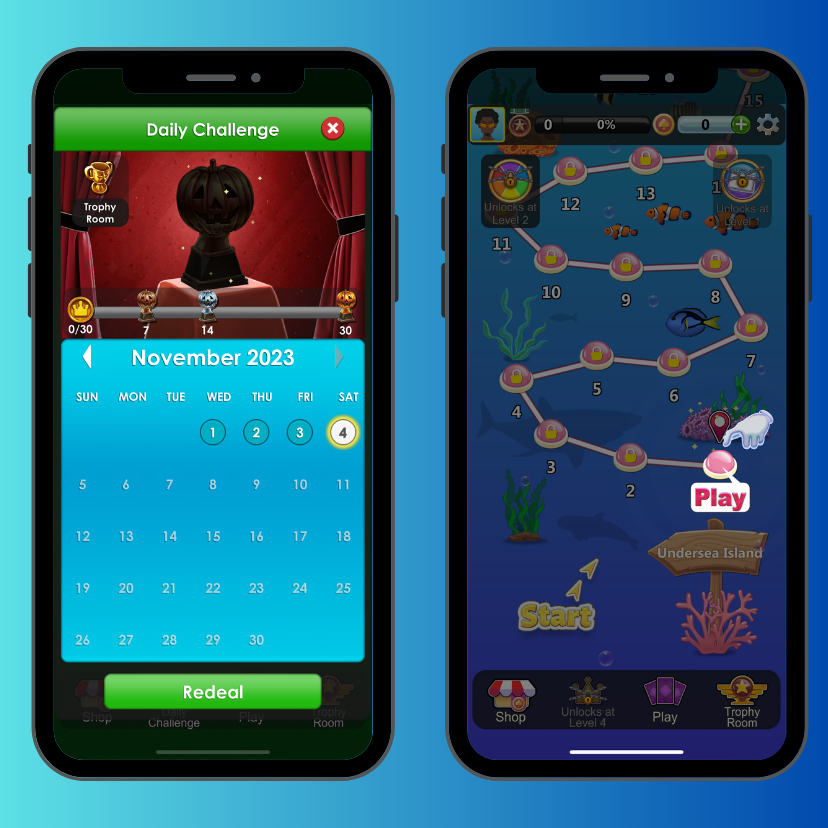 Daily Challenge
Trophy
Room
0/30
7
14
30
November 2023
SUN MON TUE WED THU FRI SAT
1 2 3 4
5 6 7 8 9 10 11
12 13 14 15 16 17 18
19 20 21 22 23 24 25
26 27 28 29 30
Redeal
Shop
Daily
Challenge
Play
Trophy
Room
15
0
0%
0
Unlocks at
Level 2
12
13
Unlocks at
Level 1
11
10
9
8
7
6
5
4
3
2
Play
Undersea Island
Start
Shop
Unlocks at
Level 4
Play
Trophy
Room